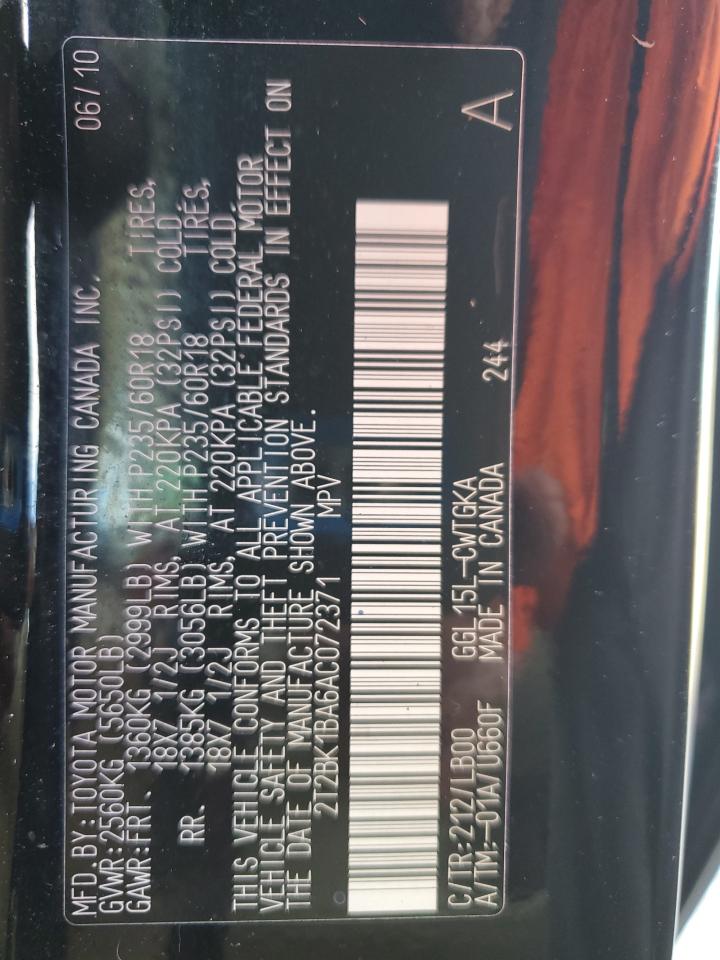 MFD.BY:TOYOTA MOTOR MANUFACTURING CANADA INC. 06/10
GVWR:2560KG (5650LB)
GAWR:FRT. 1360KG (2999LB) WITH P235/60R18 TIRES,
18X7 1/2J RIMS, AT 220KPA (32PSI) COLD
RR. 1385KG (3056LB) WITH P235/60R18 TIRES,
18X7 1/2J RIMS, AT 220KPA (32PSI) COLD.
THIS VEHICLE CONFORMS TO ALL APPLICABLE FEDERAL MOTOR
VEHICLE SAFETY AND THEFT PREVENTION STANDARDS IN EFFECT ON
THE DATE OF MANUFACTURE SHOWN ABOVE.
2T2BK1BA6AC072371 MPV
C/TR:212/LB00 GGL15L-CWTGKA
A/TM:-01A/U660F MADE IN CANADA 244 A